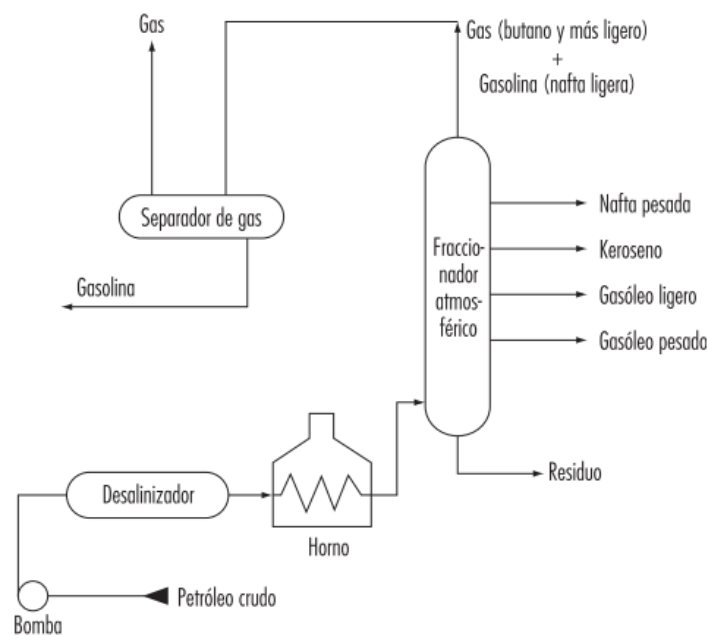 Gas
Gas (butano y más ligero)
+
Gasolina (nafta ligera)
Separador de gas
Gasolina
Fraccio-
nador
atmos-
férico
Nafta pesada
Keroseno
Gasóleo ligero
Gasóleo pesado
Residuo
Desalinizador
Horno
Petróleo crudo
Bomba